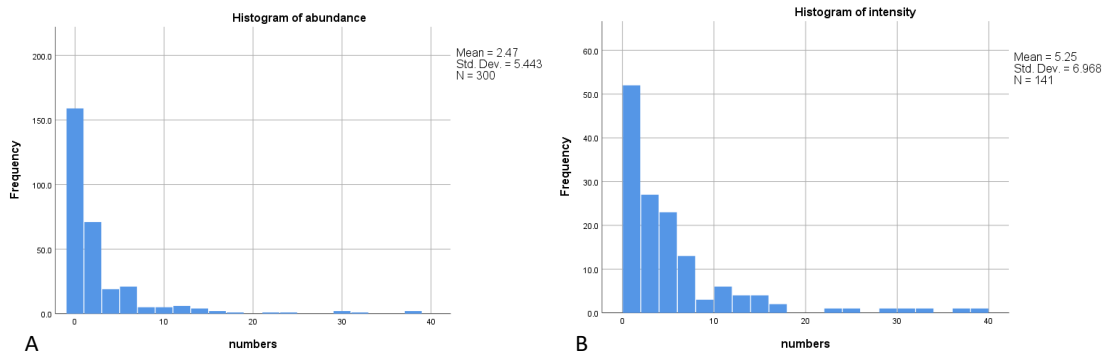 Histogram of abundance
200.0
150.0
100.0
50.0
0.0
Frequency
0
10
20
30
40
numbers
Mean = 2.47
Std. Dev. = 5.443
N = 300
A
Histogram of intensity
60.0
50.0
40.0
30.0
20.0
10.0
0.0
Frequency
0
10
20
30
40
numbers
Mean = 5.25
Std. Dev. = 6.968
N = 141
B